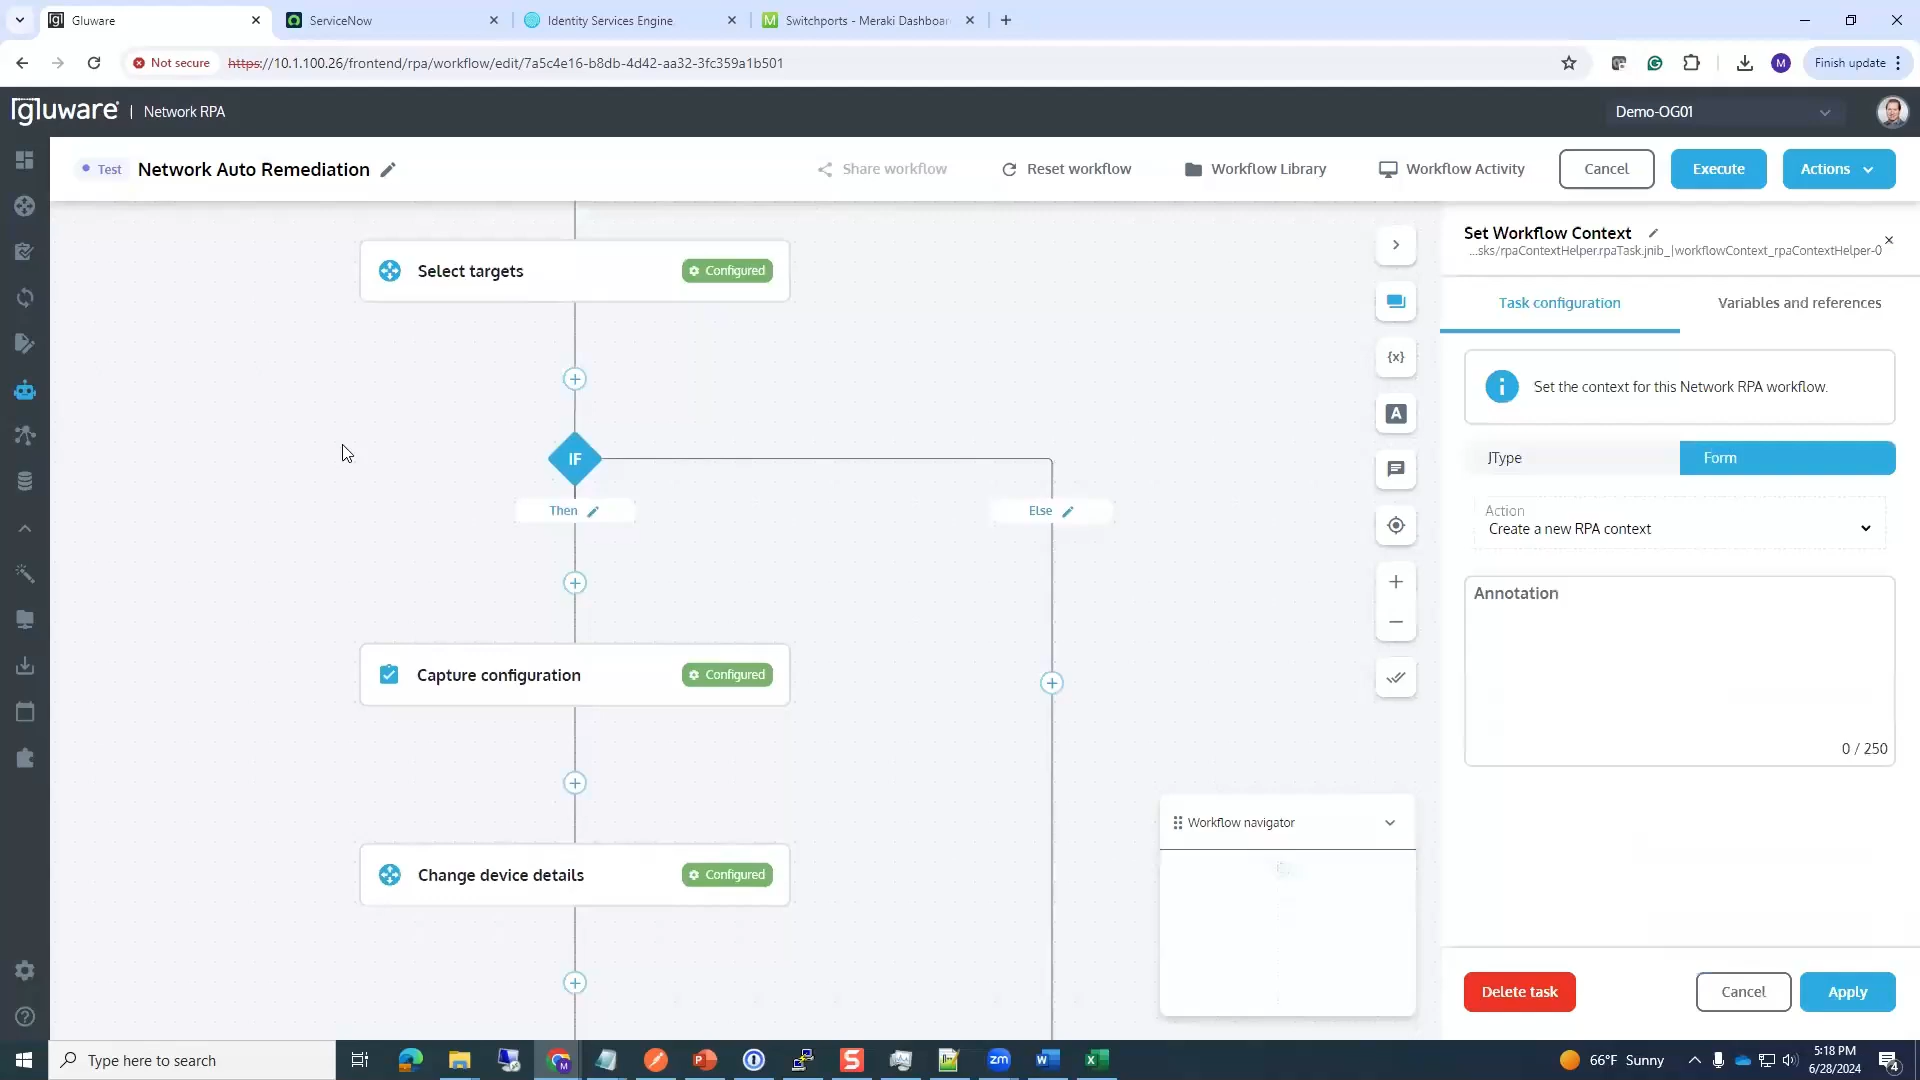 Gluware
ServiceNow
Identity Services Engine
Switchports - Meraki Dashboar
Not secure
https://10.1.100.26/frontend/rpa/workflow/edit/7a5c4e16-b8db-4d42-aa32-3fc359a1b501
M
Finish update
gluware | Network RPA
Demo-OG01
Test
Network Auto Remediation
Share workflow
Reset workflow
Workflow Library
Workflow Activity
Cancel
Execute
Actions
Select targets
Configured
IF
Then
Else
Capture configuration
Configured
Change device details
Configured
{x}
A
Workflow navigator
Set Workflow Context
...sks/rpaContextHelper.rpaTask.jnib_|workflowContext_rpaContextHelper-0
Task configuration
Variables and references
Set the context for this Network RPA workflow.
JType
Form
Action
Create a new RPA context
Annotation
0 / 250
Delete task
Cancel
Apply
Type here to search
66°F Sunny
5:18 PM
6/28/2024
4